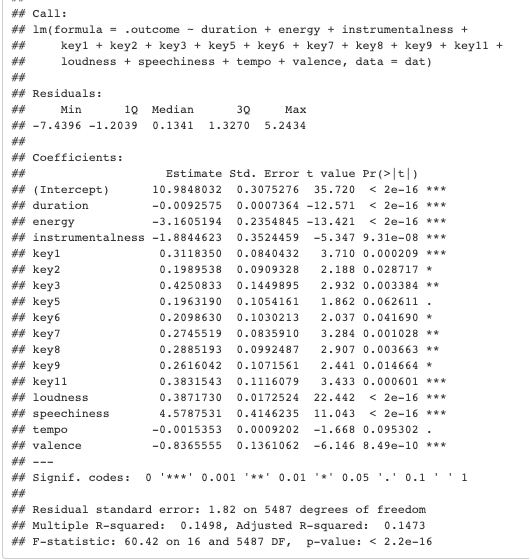 ##
## Call:
## lm(formula = .outcome ~ duration + energy + instrumentalness +
##     key1 + key2 + key3 + key5 + key6 + key7 + key8 + key9 + key11 +
##     loudness + speechiness + tempo + valence, data = dat)
##
## Residuals:
##     Min      1Q  Median      3Q     Max
## -7.4396 -1.2039  0.1341  1.3270  5.2434
##
## Coefficients:
##                    Estimate Std. Error t value Pr(>|t|)
## (Intercept)      10.9848032  0.3075276  35.720  < 2e-16 ***
## duration         -0.0092575  0.0007364 -12.571  < 2e-16 ***
## energy           -3.1605194  0.2354845 -13.421  < 2e-16 ***
## instrumentalness -1.8844623  0.3524459  -5.347 9.31e-08 ***
## key1              0.3118350  0.0840432   3.710 0.000209 ***
## key2              0.1989538  0.0909328   2.188 0.028717 *
## key3              0.4250833  0.1449895   2.932 0.003384 **
## key5              0.1963190  0.1054161   1.862 0.062611 .
## key6              0.2098630  0.1030213   2.037 0.041690 *
## key7              0.2745519  0.0835910   3.284 0.001028 **
## key8              0.2885193  0.0992487   2.907 0.003663 **
## key9              0.2616042  0.1071561   2.441 0.014664 *
## key11             0.3831543  0.1116079   3.433 0.000601 ***
## loudness          0.3871730  0.0172524  22.442  < 2e-16 ***
## speechiness       4.5787531  0.4146235  11.043  < 2e-16 ***
## tempo            -0.0015353  0.0009202  -1.668 0.095302 .
## valence          -0.8365555  0.1361062  -6.146 8.49e-10 ***
## ---
## Signif. codes:  0 '***' 0.001 '**' 0.01 '*' 0.05 '.' 0.1 ' ' 1
##
## Residual standard error: 1.82 on 5487 degrees of freedom
## Multiple R-squared:  0.1498, Adjusted R-squared:  0.1473
## F-statistic: 60.42 on 16 and 5487 DF,  p-value: < 2.2e-16